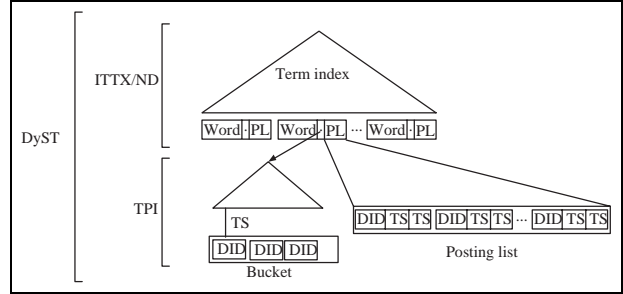 ITTX/ND
Term index
DyST
Word · PL Word PL ... Word · PL
TPI
TS
DID TS TS DID TS TS ... DID TS TS
DID DID DID
Bucket
Posting list